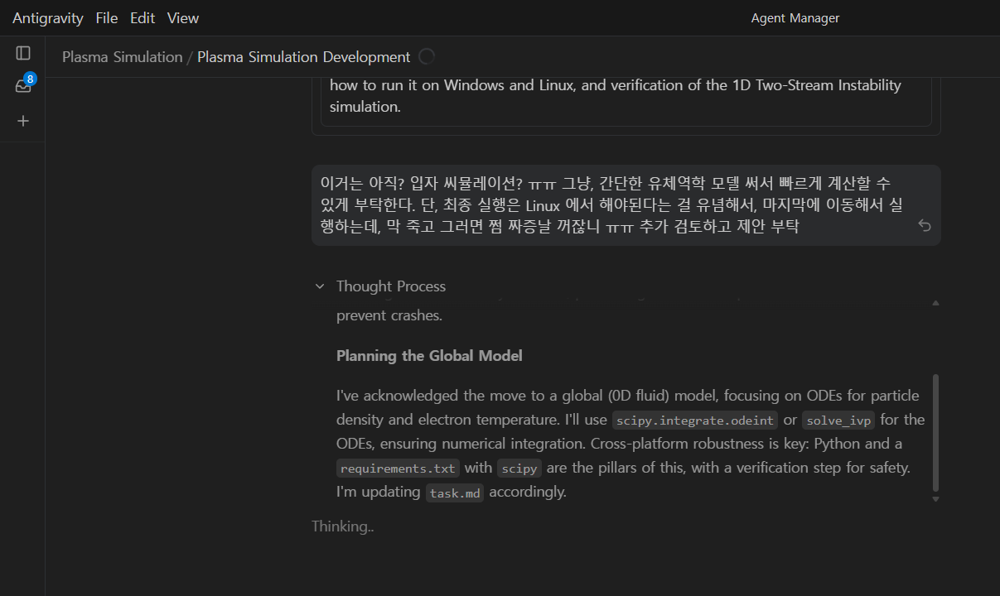 Antigravity File Edit View Agent Manager
Plasma Simulation / Plasma Simulation Development
8
how to run it on Windows and Linux, and verification of the 1D Two-Stream Instability
simulation.
이거는 아직? 입자 씨뮬레이션? ㅠㅠ 그냥, 간단한 유체역학 모델 써서 빠르게 계산할 수
있게 부탁한다. 단, 최종 실행은 Linux 에서 해야된다는 걸 유념해서, 마지막에 이동해서 실
행하는데, 막 죽고 그러면 쩜 짜증날 꺼잖니 ㅠㅠ 추가 검토하고 제안 부탁
Thought Process
prevent crashes.
Planning the Global Model
I've acknowledged the move to a global (0D fluid) model, focusing on ODEs for particle
density and electron temperature. I'll use scipy.integrate.odeint or solve_ivp for the
ODEs, ensuring numerical integration. Cross-platform robustness is key: Python and a
requirements.txt with scipy are the pillars of this, with a verification step for safety.
I'm updating task.md accordingly.
Thinking..